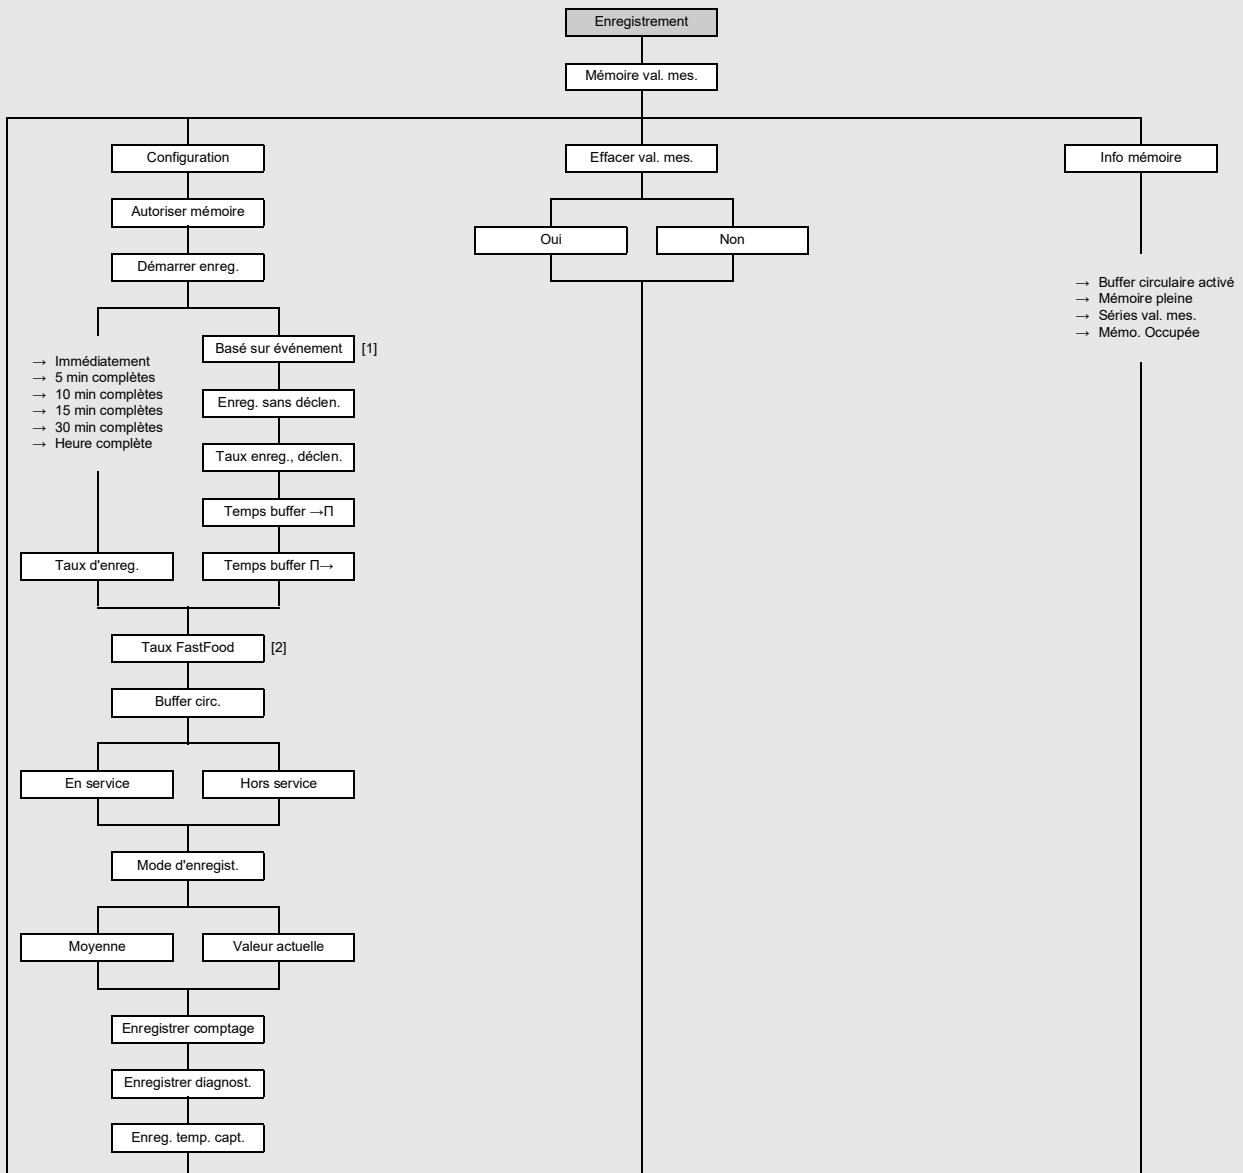 Enregistrement
Mémoire val. mes.
Configuration
Effacer val. mes.
Info mémoire
Autoriser mémoire
Oui
Non
Démarrer enreg.
→ Buffer circulaire activé
→ Mémoire pleine
→ Séries val. mes.
→ Mémo. Occupée
→ Immédiatement
→ 5 min complètes
→ 10 min complètes
→ 15 min complètes
→ 30 min complètes
→ Heure complète
Basé sur événement [1]
Enreg. sans déclen.
Taux enreg., déclen.
Temps buffer →Π
Taux d'enreg.
Temps buffer Π→
Taux FastFood [2]
Buffer circ.
En service
Hors service
Mode d'enregist.
Moyenne
Valeur actuelle
Enregistrer comptage
Enregistrer diagnost.
Enreg. temp. capt.